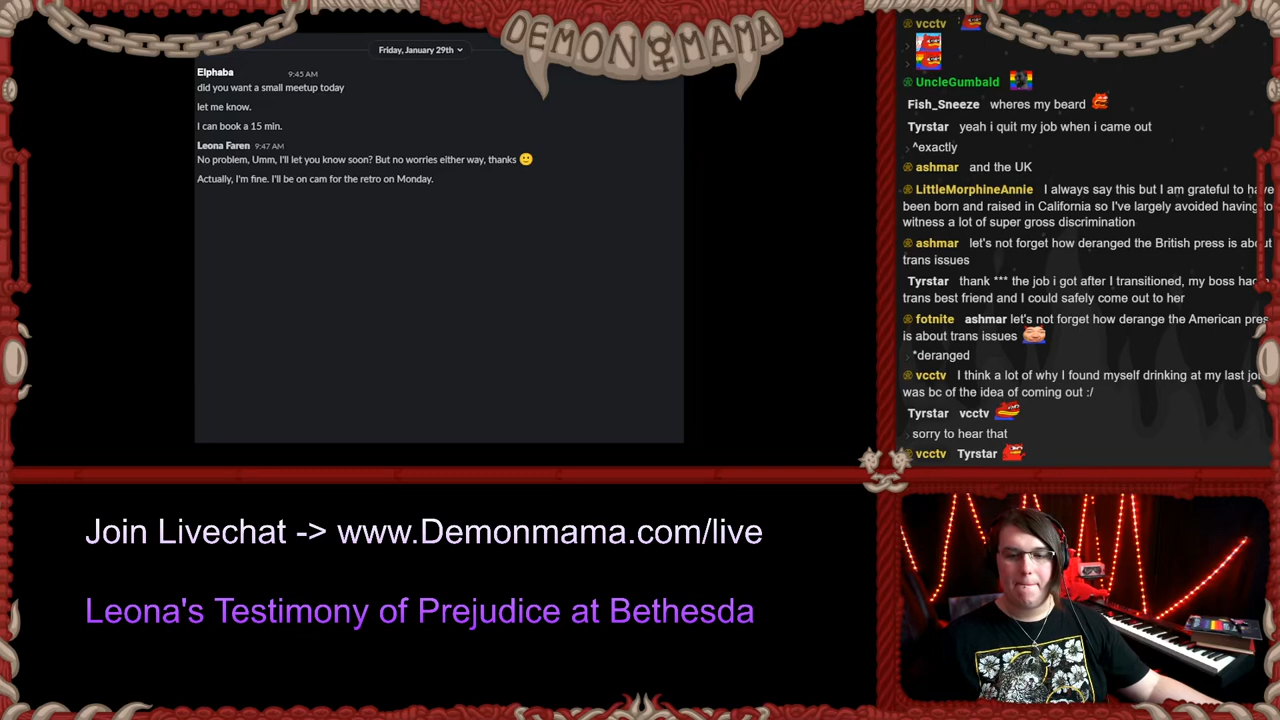 DEMON MAMA
Friday, January 29th
Elphaba 9:45 AM
did you want a small meetup today
let me know.
I can book a 15 min.
Leona Faren 9:47 AM
No problem, Umm, I'll let you know soon? But no worries either way, thanks 🙂
Actually, I'm fine. I'll be on cam for the retro on Monday.
vcctv :
UncleGumbald
Fish_Sneeze wheres my beard
Tyrstar yeah i quit my job when i came out
^exactly
ashmar and the UK
LittleMorphineAnnie I always say this but I am grateful to have
been born and raised in California so I've largely avoided having to
witness a lot of super gross discrimination
ashmar let's not forget how deranged the British press is about
trans issues
Tyrstar thank *** the job i got after I transitioned, my boss had
trans best friend and I could safely come out to her
fotnite ashmar let's not forget how derange the American pres
is about trans issues
*deranged
vcctv I think a lot of why I found myself drinking at my last jo
was bc of the idea of coming out :/
Tyrstar vcctv
sorry to hear that
vcctv Tyrstar
Join Livechat -> www.Demonmama.com/live
Leona's Testimony of Prejudice at Bethesda